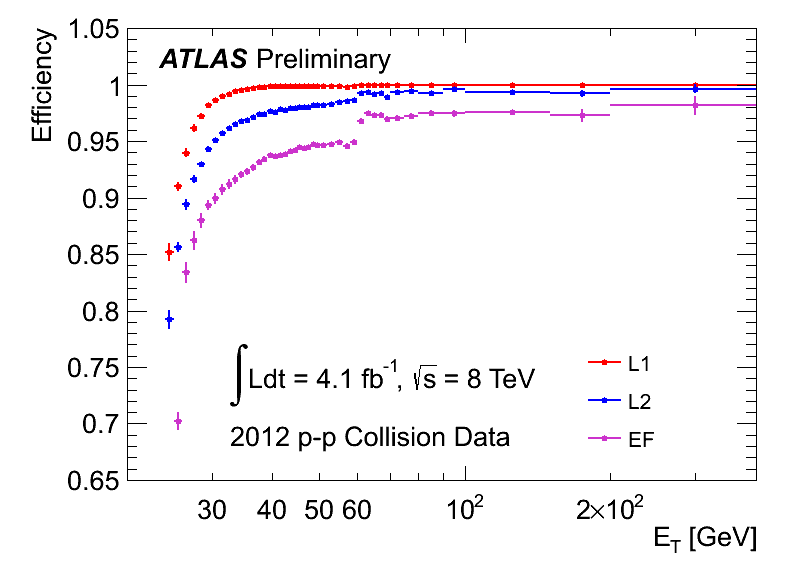 Efficiency
1.05
1
0.95
0.9
0.85
0.8
0.75
0.7
0.65
ATLAS Preliminary
∫Ldt = 4.1 fb⁻¹, √s = 8 TeV
2012 p-p Collision Data
L1
L2
EF
30 40 50 60 10² 2×10²
E_T [GeV]